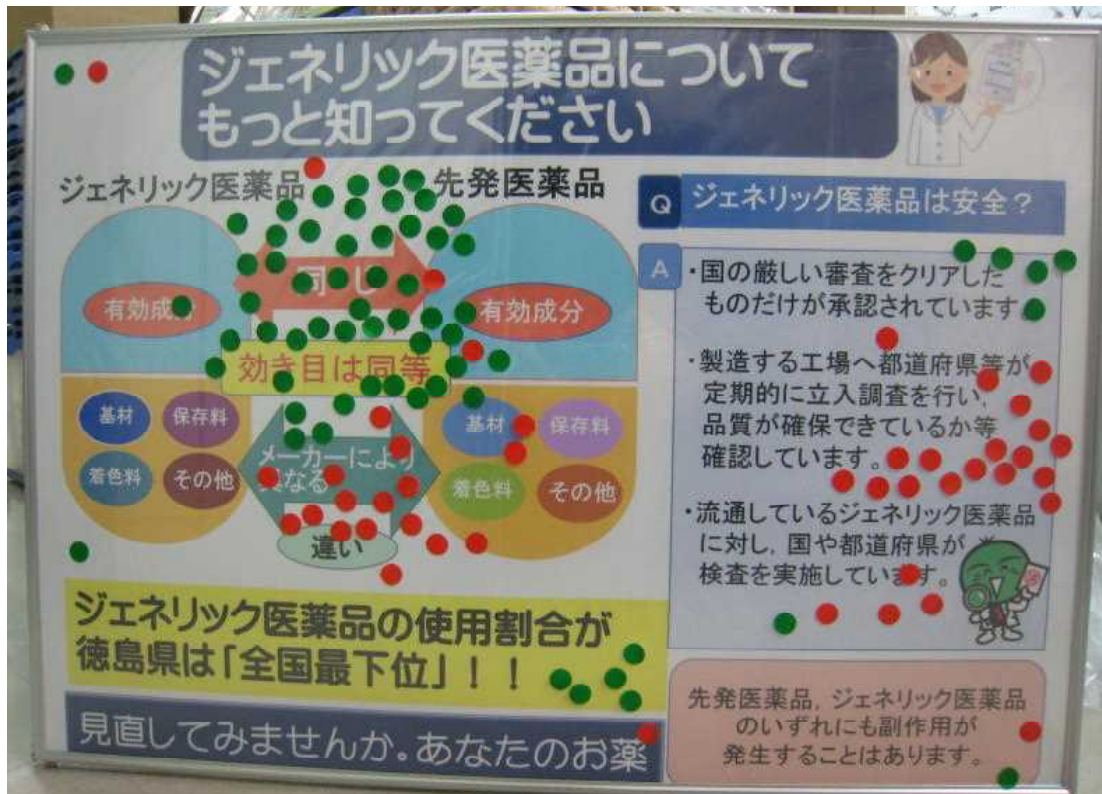 ジェネリック医薬品について
もっと知ってください
ジェネリック医薬品
先発医薬品
同じ
有効成分
有効成分
効き目は同等
基材
保存料
着色料
その他
メーカーにより
異なる
違い
基材
保存料
着色料
その他
ジェネリック医薬品の使用割合が
徳島県は「全国最下位」！！
見直してみませんか。あなたのお薬
Q
ジェネリック医薬品は安全？
A
・国の厳しい審査をクリアした
ものだけが承認されています。
・製造する工場へ都道府県等が
定期的に立入調査を行い，
品質が確保できているか等
確認しています。
・流通しているジェネリック医薬品
に対し，国や都道府県が
検査を実施しています。
先発医薬品，ジェネリック医薬品
のいずれにも副作用が
発生することはあります。